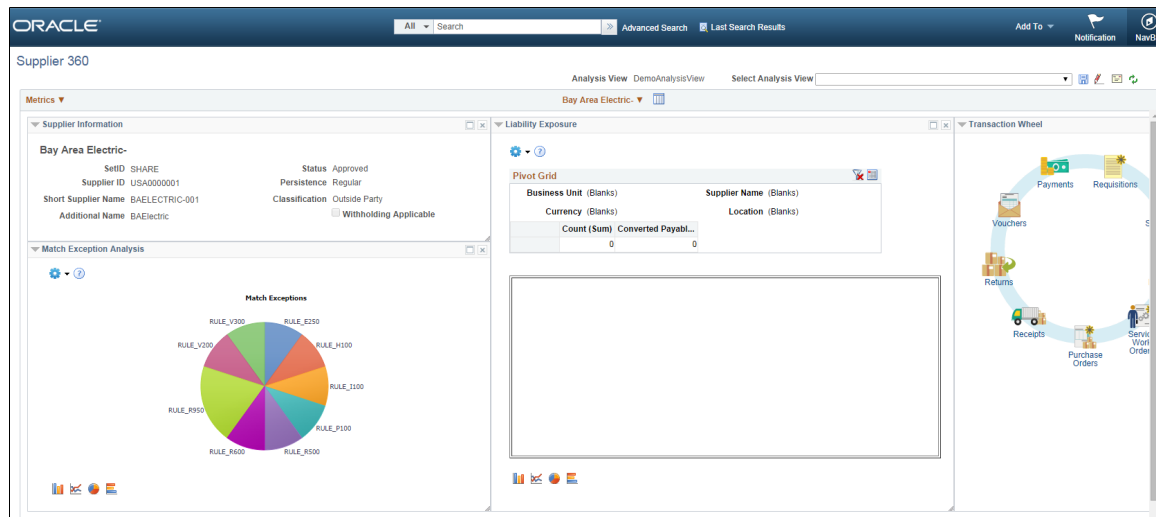 ORACLE
All Search Advanced Search Last Search Results Add To Notification NavB
Supplier 360
Analysis View DemoAnalysisView Select Analysis View
Metrics Bay Area Electric-
Supplier Information
Bay Area Electric-
SetID SHARE Status Approved
Supplier ID USA0000001 Persistence Regular
Short Supplier Name BAELECTRIC-001 Classification Outside Party
Additional Name BAElectric Withholding Applicable
Match Exception Analysis
Match Exceptions
RULE_V300 RULE_E250
RULE_V200 RULE_H100
RULE_I100
RULE_R950
RULE_P100
RULE_R600 RULE_R500
Liability Exposure
Pivot Grid
Business Unit (Blanks) Supplier Name (Blanks)
Currency (Blanks) Location (Blanks)
Count (Sum) Converted Payabl...
0 0
Transaction Wheel
Payments Requisitions
Vouchers S
Returns
Receipts
Purchase
Orders
Servic
Work
Order